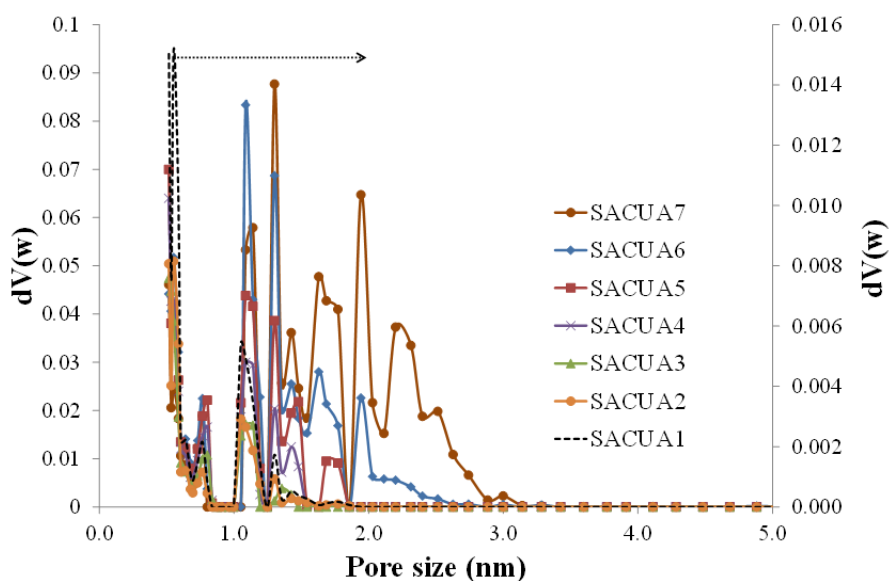 0.1
0.09
0.08
0.07
0.06
0.05
0.04
0.03
0.02
0.01
0
dV(w)
0.016
0.014
0.012
0.010
0.008
0.006
0.004
0.002
0.000
dV(w)
SACUA7
SACUA6
SACUA5
SACUA4
SACUA3
SACUA2
SACUA1
0.0 1.0 2.0 3.0 4.0 5.0
Pore size (nm)